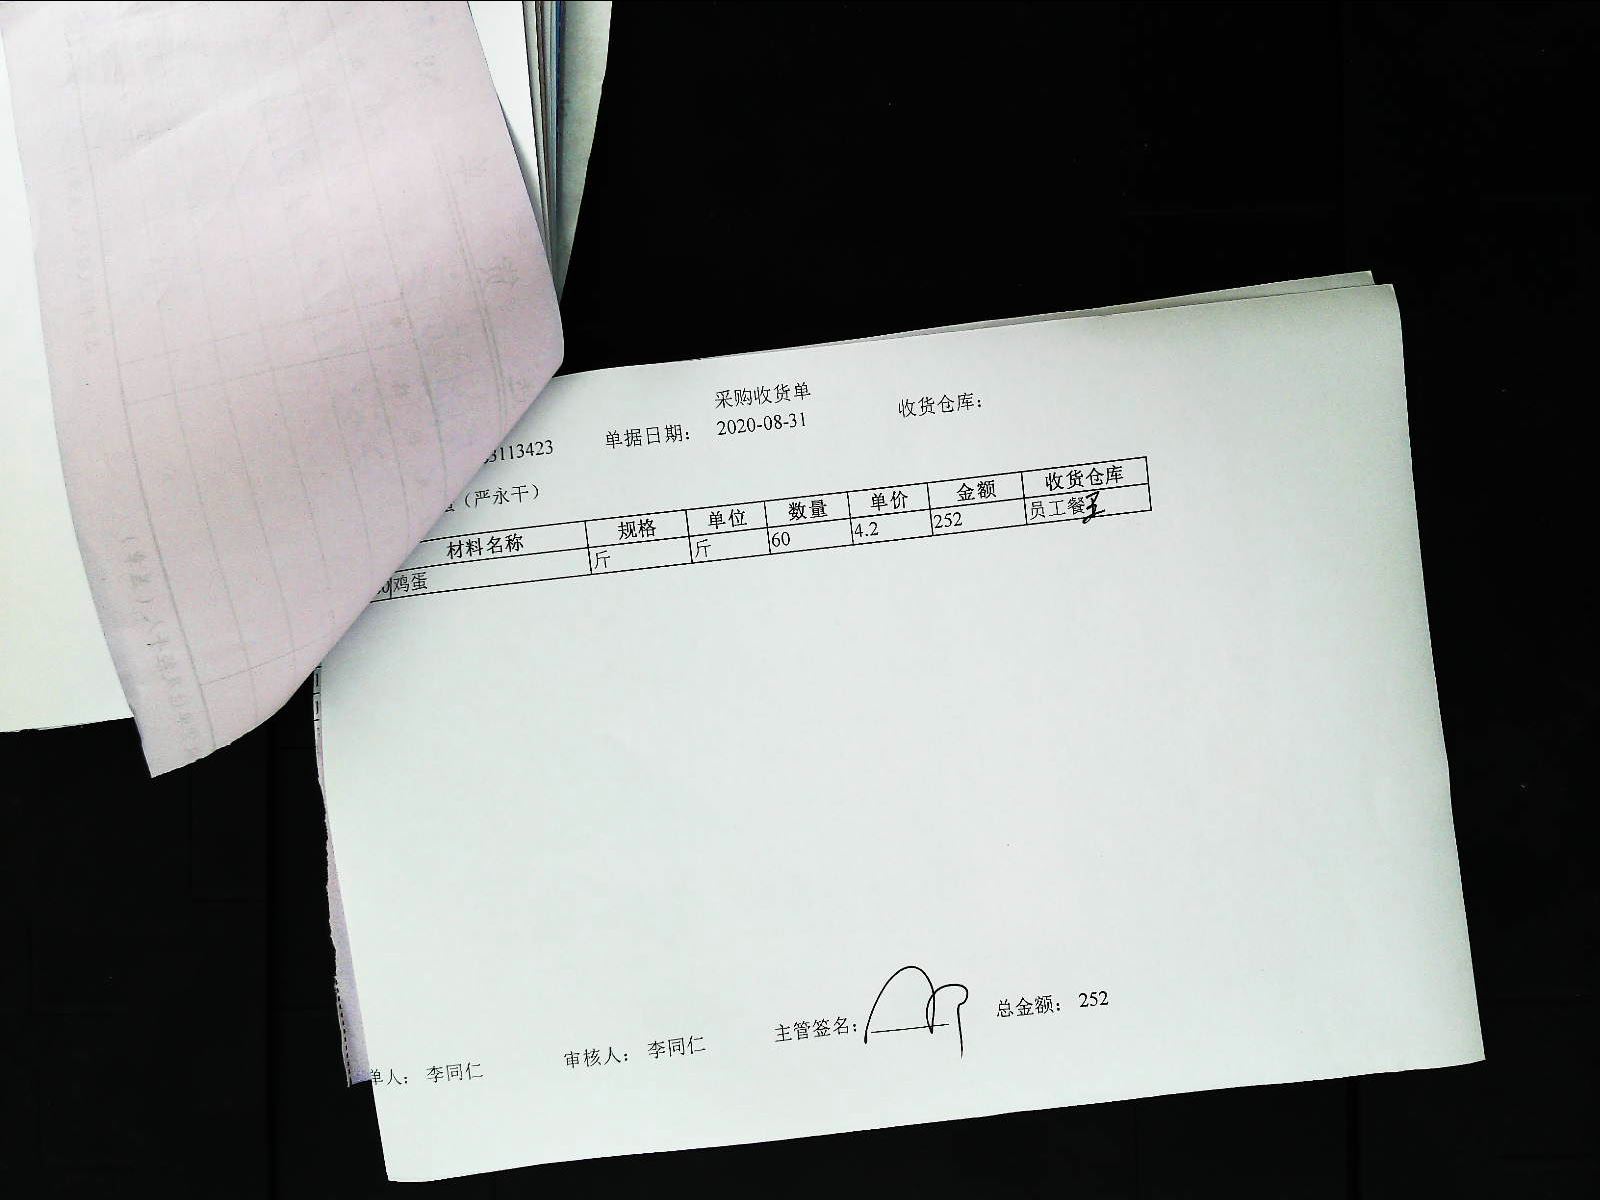 采购收货单
3113423 单据日期: 2020-08-31 收货仓库:
(严永干)
材料名称 规格 单位 数量 单价 金额 收货仓库
0 鸡蛋 斤 斤 60 4.2 252 员工餐
单人: 李同仁 审核人: 李同仁 主管签名: 总金额: 252